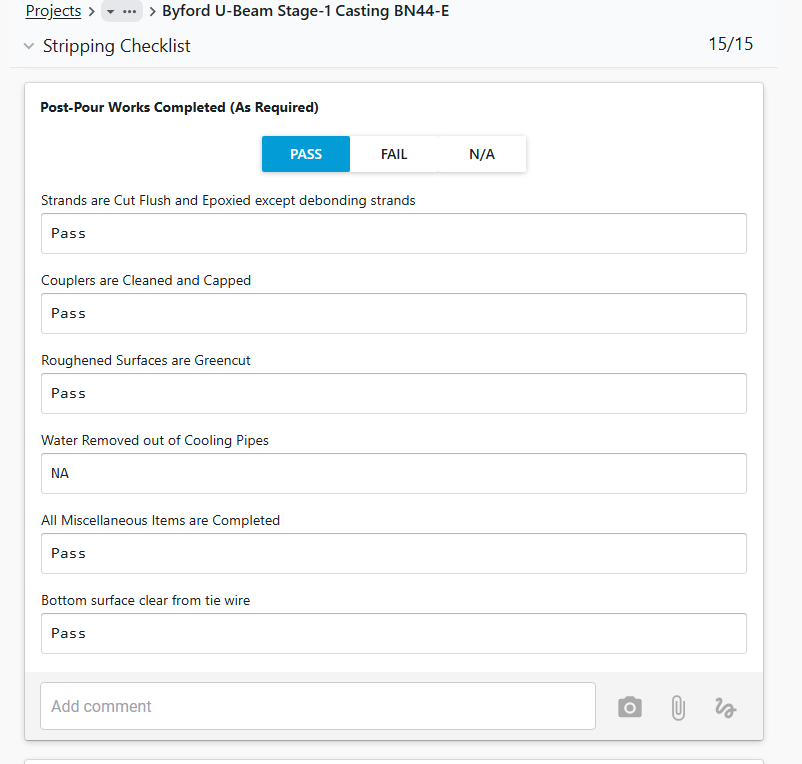 Projects > ... > Byford U-Beam Stage-1 Casting BN44-E
Stripping Checklist 15/15
Post-Pour Works Completed (As Required)
PASS FAIL N/A
Strands are Cut Flush and Epoxied except debonding strands
Pass
Couplers are Cleaned and Capped
Pass
Roughened Surfaces are Greencut
Pass
Water Removed out of Cooling Pipes
NA
All Miscellaneous Items are Completed
Pass
Bottom surface clear from tie wire
Pass
Add comment